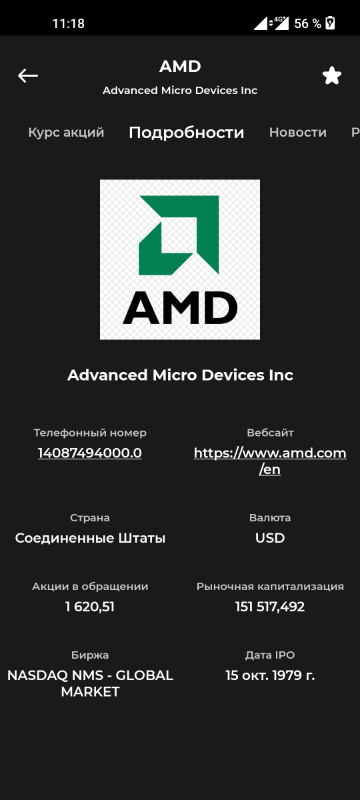 11:18
4G+ 56 %
AMD
Advanced Micro Devices Inc
Курс акций Подробности Новости Р
AMD
Advanced Micro Devices Inc
Телефонный номер Вебсайт
14087494000.0 https://www.amd.com
/en
Страна Валюта
Соединенные Штаты USD
Акции в обращении Рыночная капитализация
1 620,51 151 517,492
Биржа Дата IPO
NASDAQ NMS - GLOBAL 15 окт. 1979 г.
MARKET